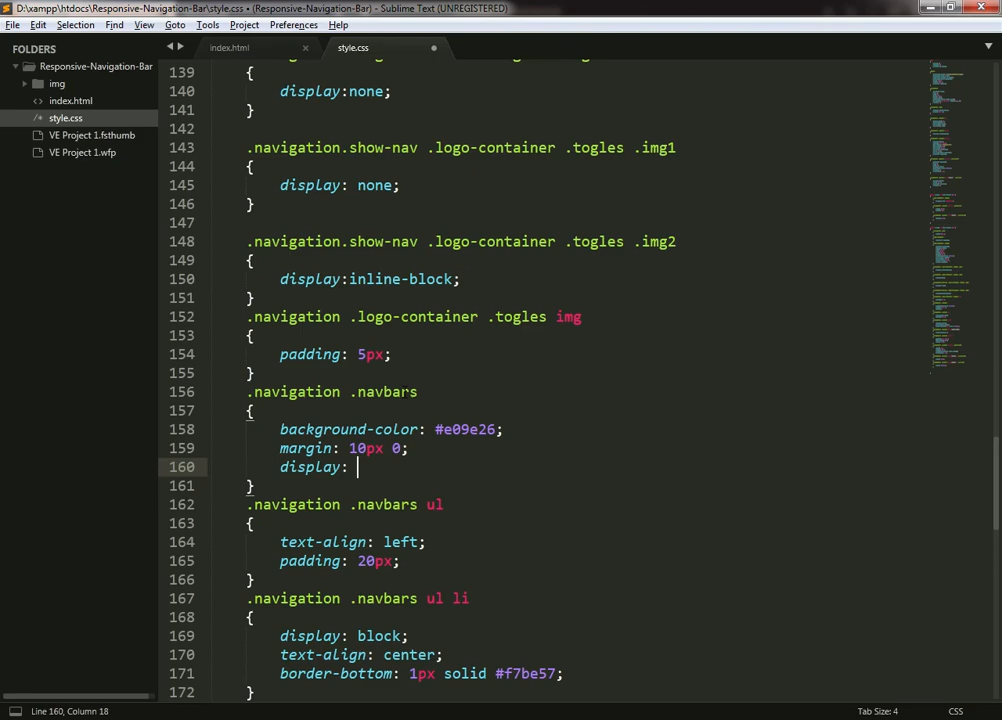 D:\xampp\htdocs\Responsive-Navigation-Bar\style.css • (Responsive-Navigation-Bar) - Sublime Text (UNREGISTERED)
File Edit Selection Find View Goto Tools Project Preferences Help
FOLDERS
Responsive-Navigation-Bar
img
index.html
style.css
VE Project 1.fsthumb
VE Project 1.wfp
index.html
style.css
139 {
140 display:none;
141 }
142
143 .navigation.show-nav .logo-container .togles .img1
144 {
145 display: none;
146 }
147
148 .navigation.show-nav .logo-container .togles .img2
149 {
150 display:inline-block;
151 }
152 .navigation .logo-container .togles img
153 {
154 padding: 5px;
155 }
156 .navigation .navbars
157 {
158 background-color: #e09e26;
159 margin: 10px 0;
160 display:
161 }
162 .navigation .navbars ul
163 {
164 text-align: left;
165 padding: 20px;
166 }
167 .navigation .navbars ul li
168 {
169 display: block;
170 text-align: center;
171 border-bottom: 1px solid #f7be57;
172 }
Line 160, Column 18
Tab Size: 4
CSS